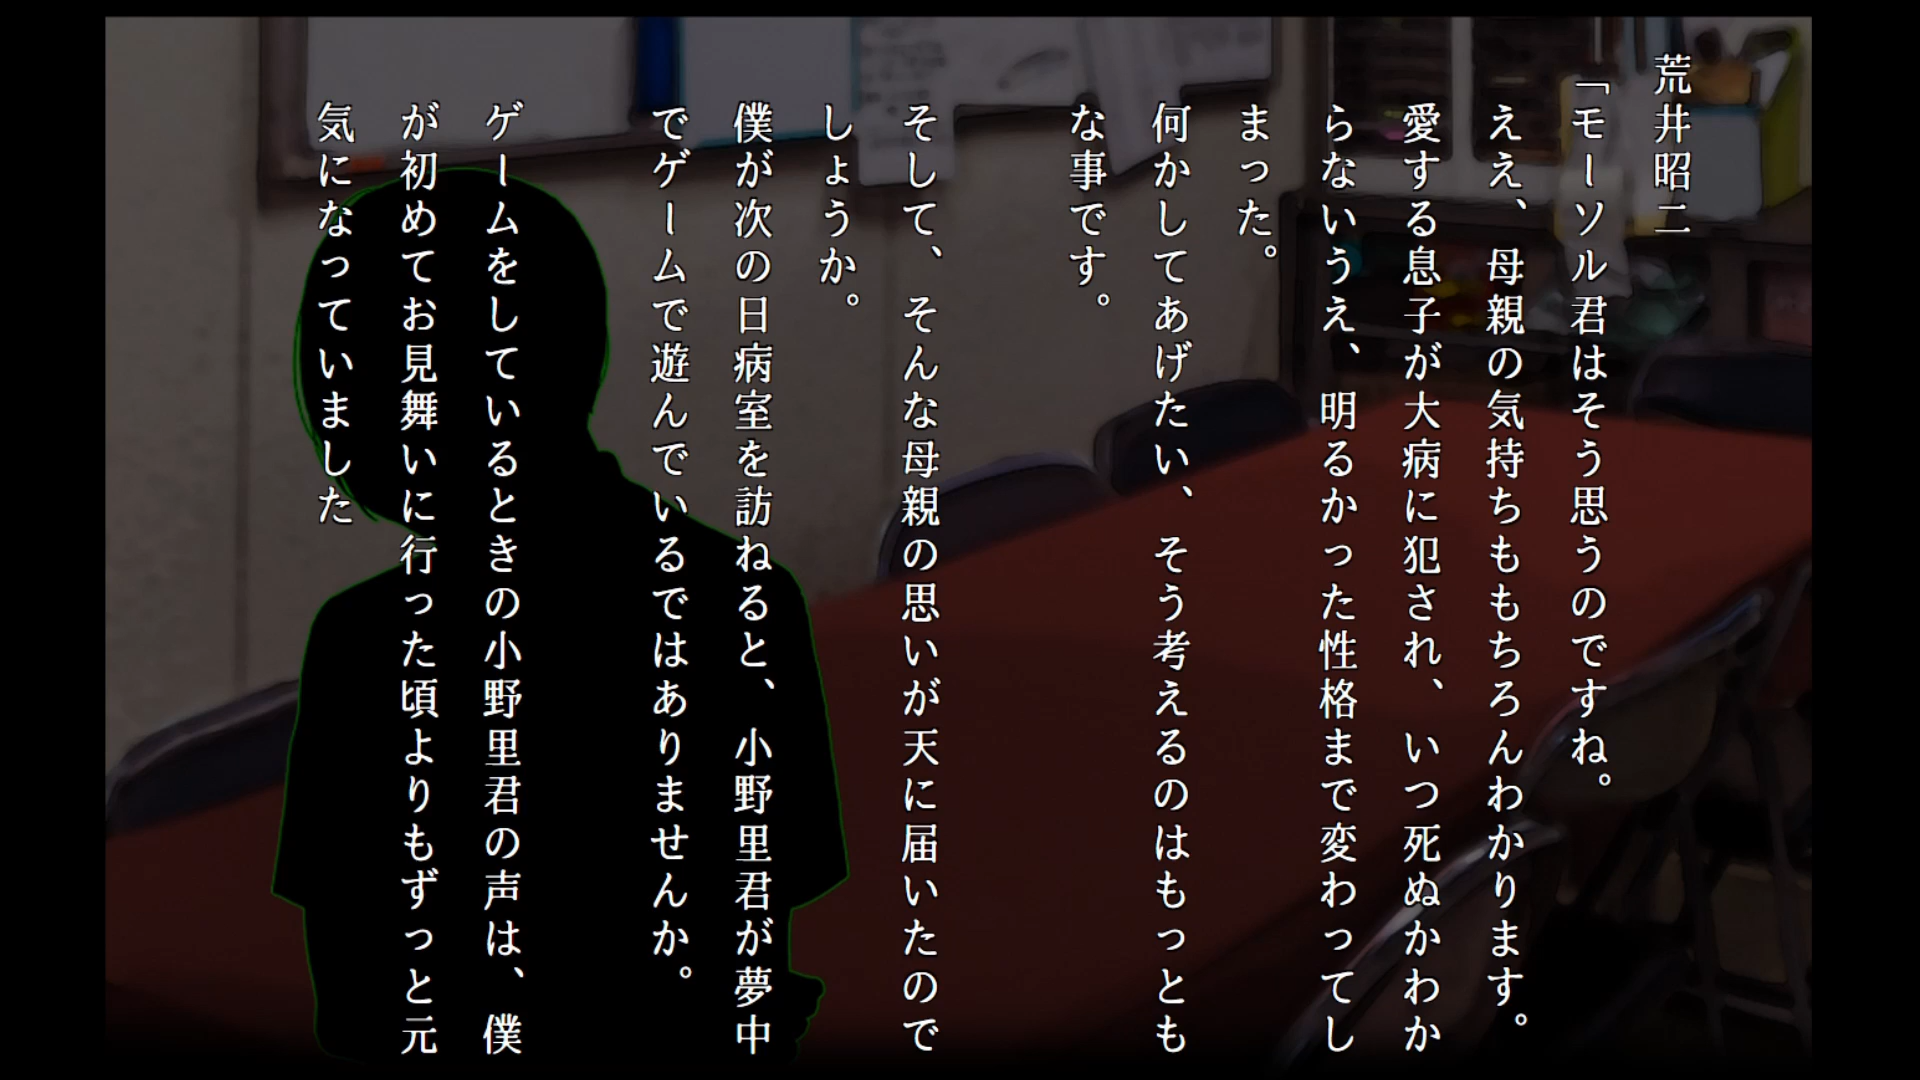 荒井昭二
「モーソル君はそう思うのですね。
ええ、母親の気持ちももちろんわかります。
愛する息子が大病に犯され、いつ死ぬかわか
らないうえ、明るかった性格まで変わってし
まった。
何かしてあげたい、そう考えるのはもっとも
な事です。
そして、そんな母親の思いが天に届いたので
しょうか。
僕が次の日病室を訪ねると、小野里君が夢中
でゲームで遊んでいるではありませんか。
ゲームをしているときの小野里君の声は、僕
が初めてお見舞いに行った頃よりもずっと元
気になっていました